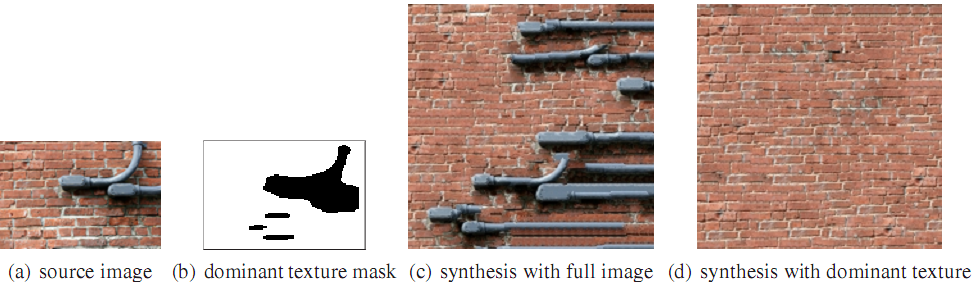 (a) source image (b) dominant texture mask (c) synthesis with full image (d) synthesis with dominant texture